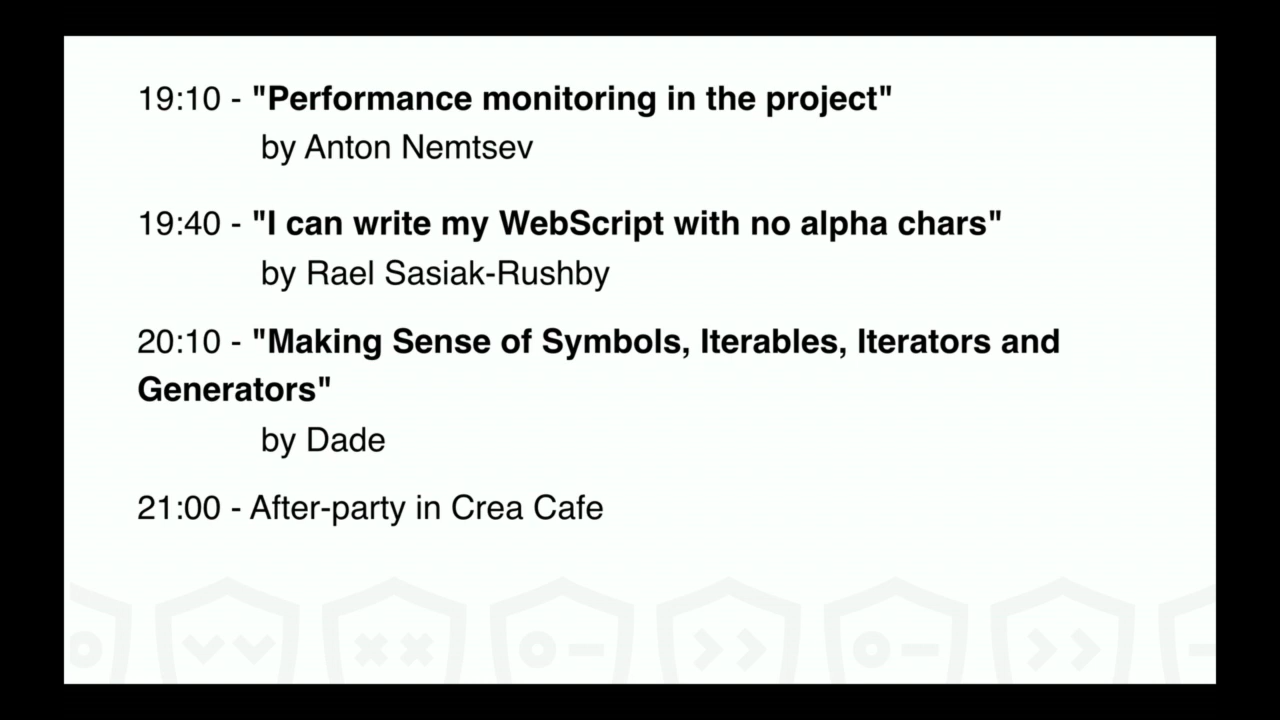 19:10 - "Performance monitoring in the project"
by Anton Nemtsev
19:40 - "I can write my WebScript with no alpha chars"
by Rael Sasiak-Rushby
20:10 - "Making Sense of Symbols, Iterables, Iterators and
Generators"
by Dade
21:00 - After-party in Crea Cafe